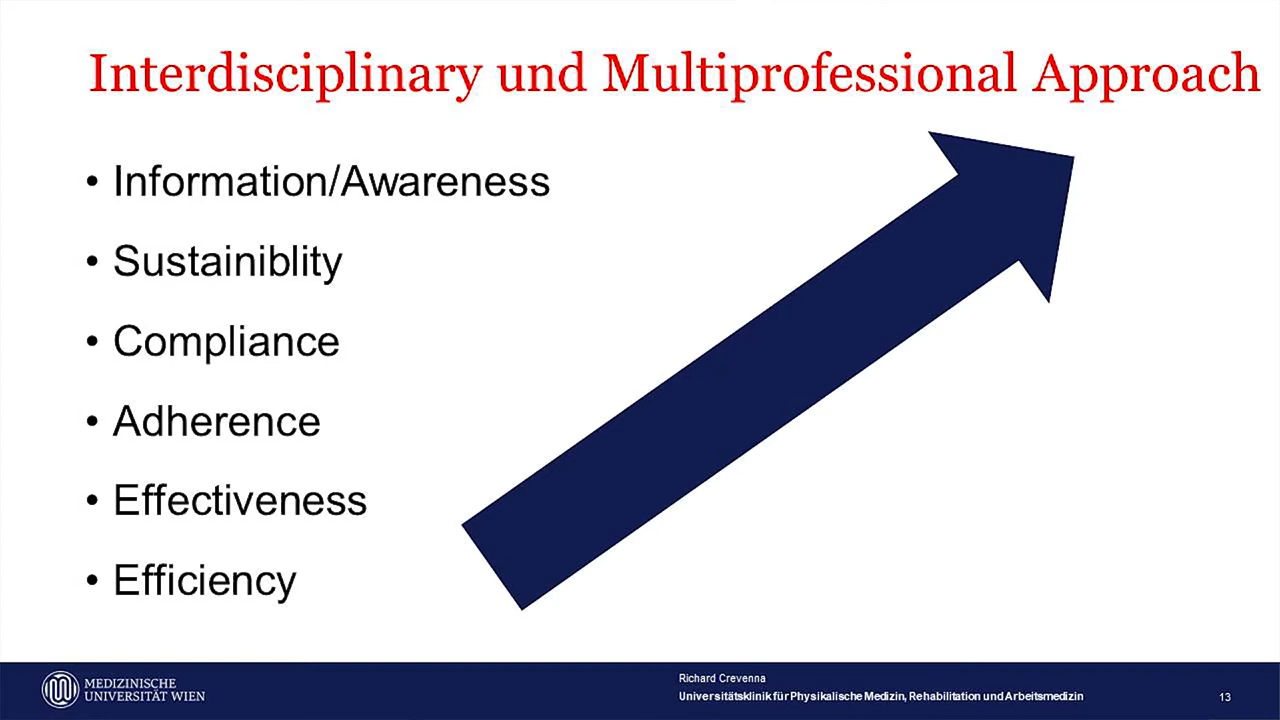 Interdisciplinary und Multiprofessional Approach
• Information/Awareness
• Sustainiblity
• Compliance
• Adherence
• Effectiveness
• Efficiency
MEDIZINISCHE
UNIVERSITÄT WIEN
Richard Crevenna
Universitätsklinik für Physikalische Medizin, Rehabilitation und Arbeitsmedizin
13